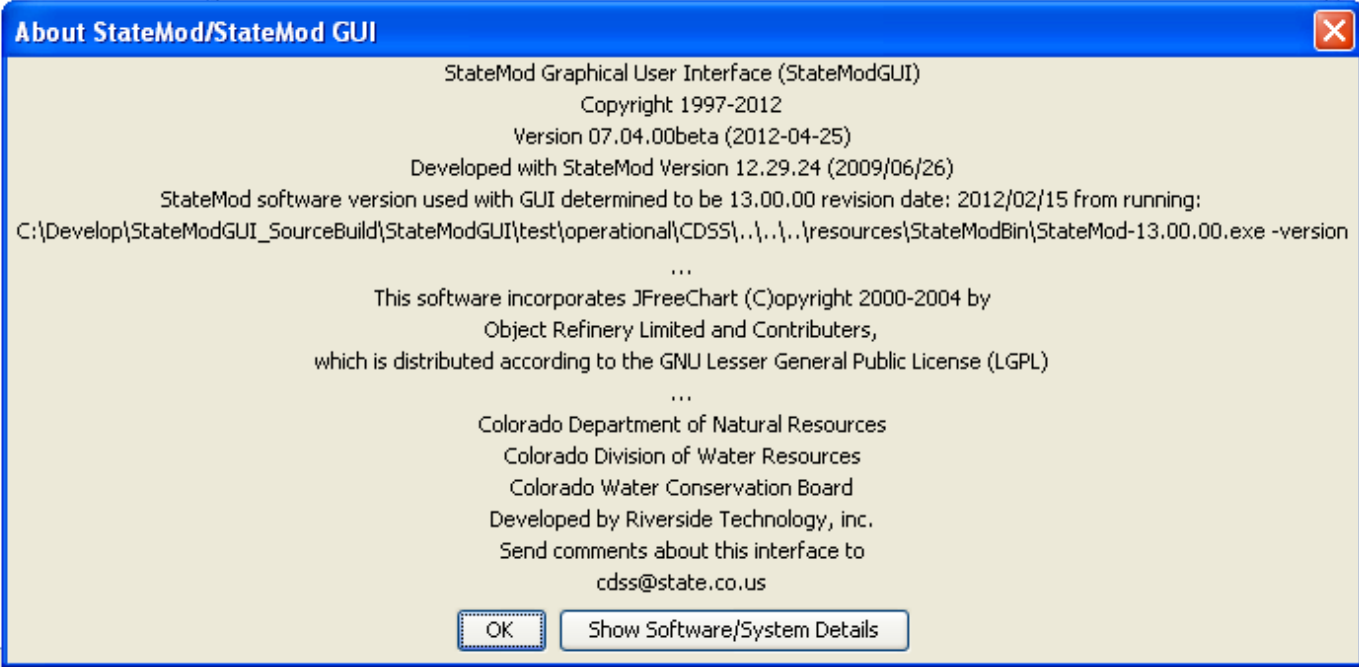 About StateMod/StateMod GUI
StateMod Graphical User Interface (StateModGUI)
Copyright 1997-2012
Version 07.04.00beta (2012-04-25)
Developed with StateMod Version 12.29.24 (2009/06/26)
StateMod software version used with GUI determined to be 13.00.00 revision date: 2012/02/15 from running:
C:\Develop\StateModGUI_SourceBuild\StateModGUI\test\operational\CDSS\..\..\..\resources\StateModBin\StateMod-13.00.00.exe -version
...
This software incorporates JFreeChart (C)opyright 2000-2004 by
Object Refinery Limited and Contributers,
which is distributed according to the GNU Lesser General Public License (LGPL)
...
Colorado Department of Natural Resources
Colorado Division of Water Resources
Colorado Water Conservation Board
Developed by Riverside Technology, inc.
Send comments about this interface to
cdss@state.co.us
OK Show Software/System Details